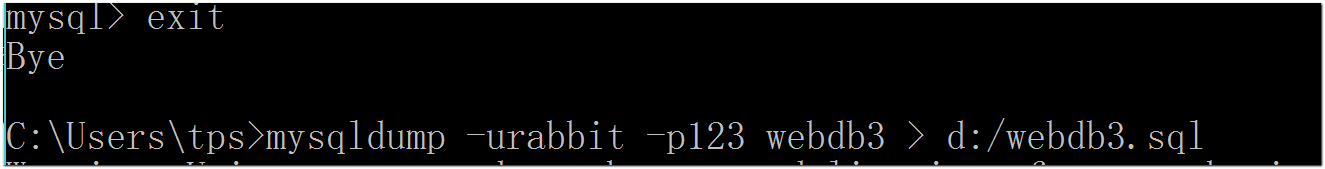 mysql> exit
Bye
C:\Users\tps>mysqldump -urabbit -p123 webdb3 > d:/webdb3.sql